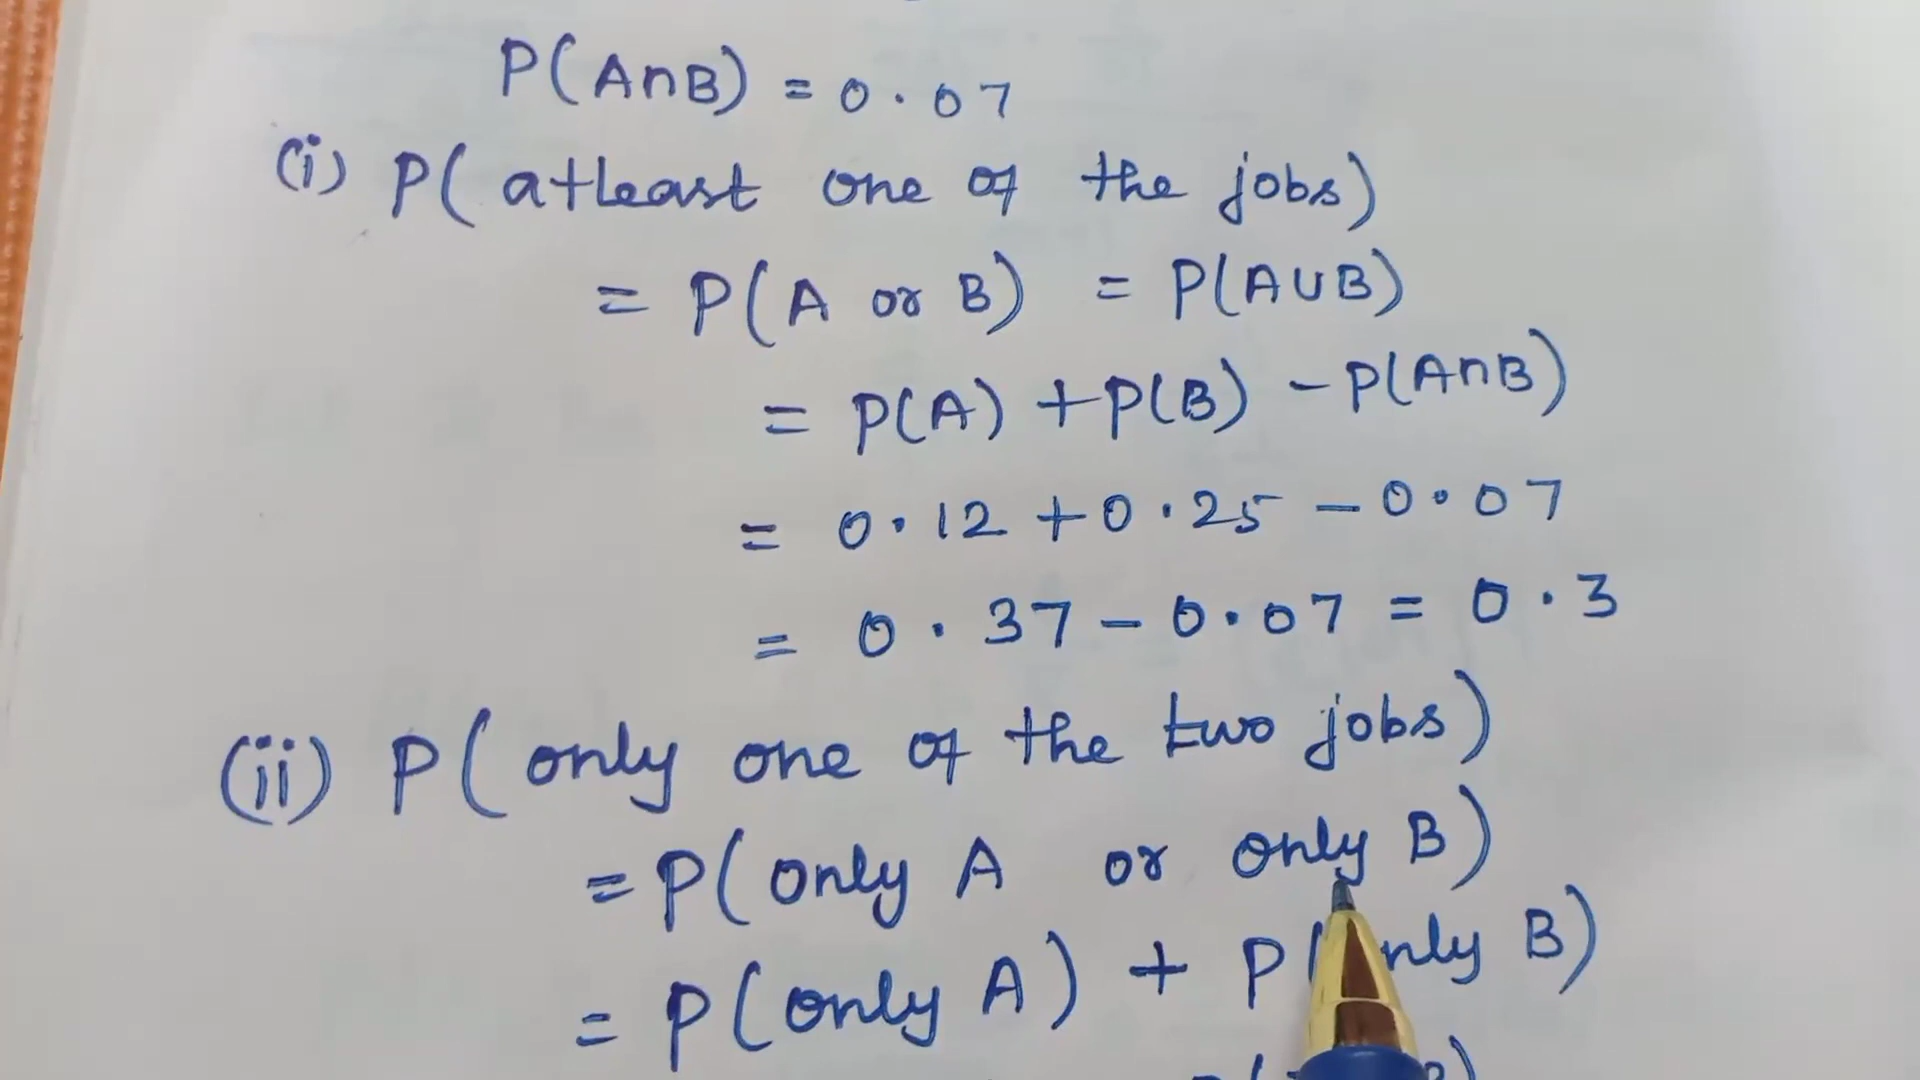 P(A∩B) = 0.07
(i) P(atleast one of the jobs)
= P(A or B) = P(A∪B)
= P(A) + P(B) - P(A∩B)
= 0.12 + 0.25 - 0.07
= 0.37 - 0.07 = 0.3
(ii) P(only one of the two jobs)
= P(only A or only B)
= P(only A) + P( B)